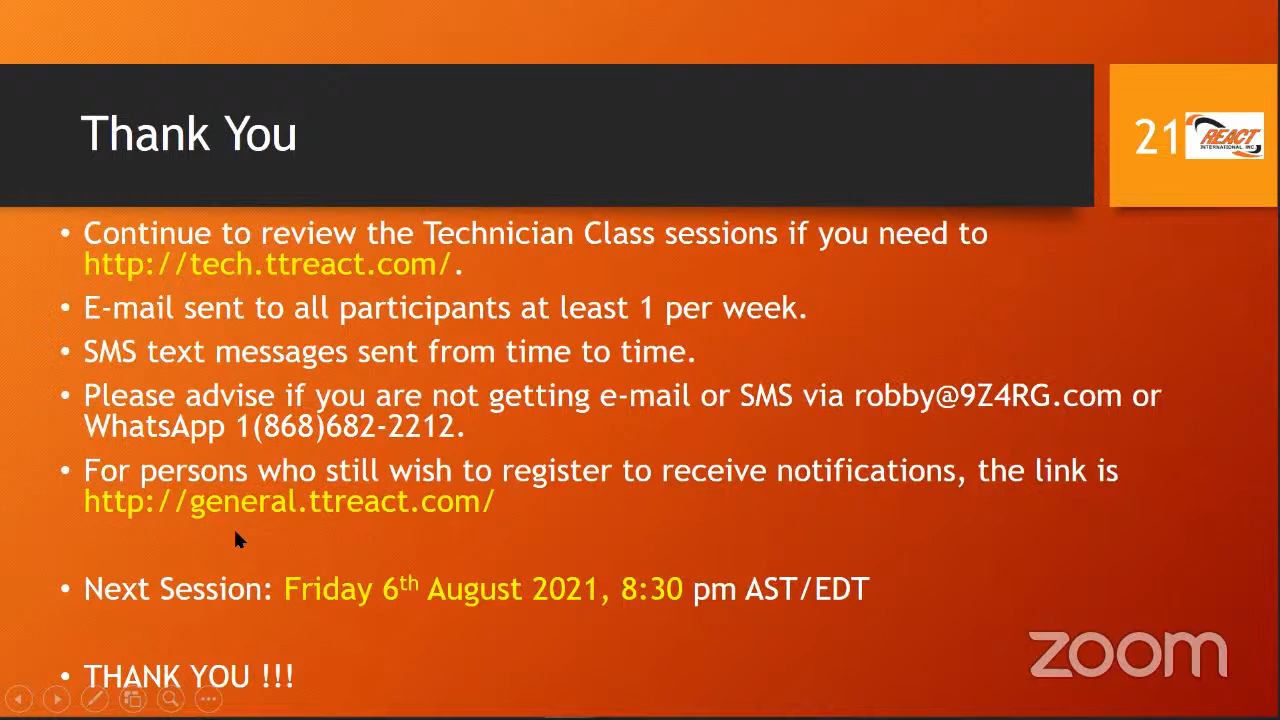 Thank You
21
REACT
INTERNATIONAL INC
• Continue to review the Technician Class sessions if you need to
http://tech.ttreact.com/.
• E-mail sent to all participants at least 1 per week.
• SMS text messages sent from time to time.
• Please advise if you are not getting e-mail or SMS via robby@9Z4RG.com or
WhatsApp 1(868)682-2212.
• For persons who still wish to register to receive notifications, the link is
http://general.ttreact.com/
• Next Session: Friday 6th August 2021, 8:30 pm AST/EDT
zoom
• THANK YOU !!!